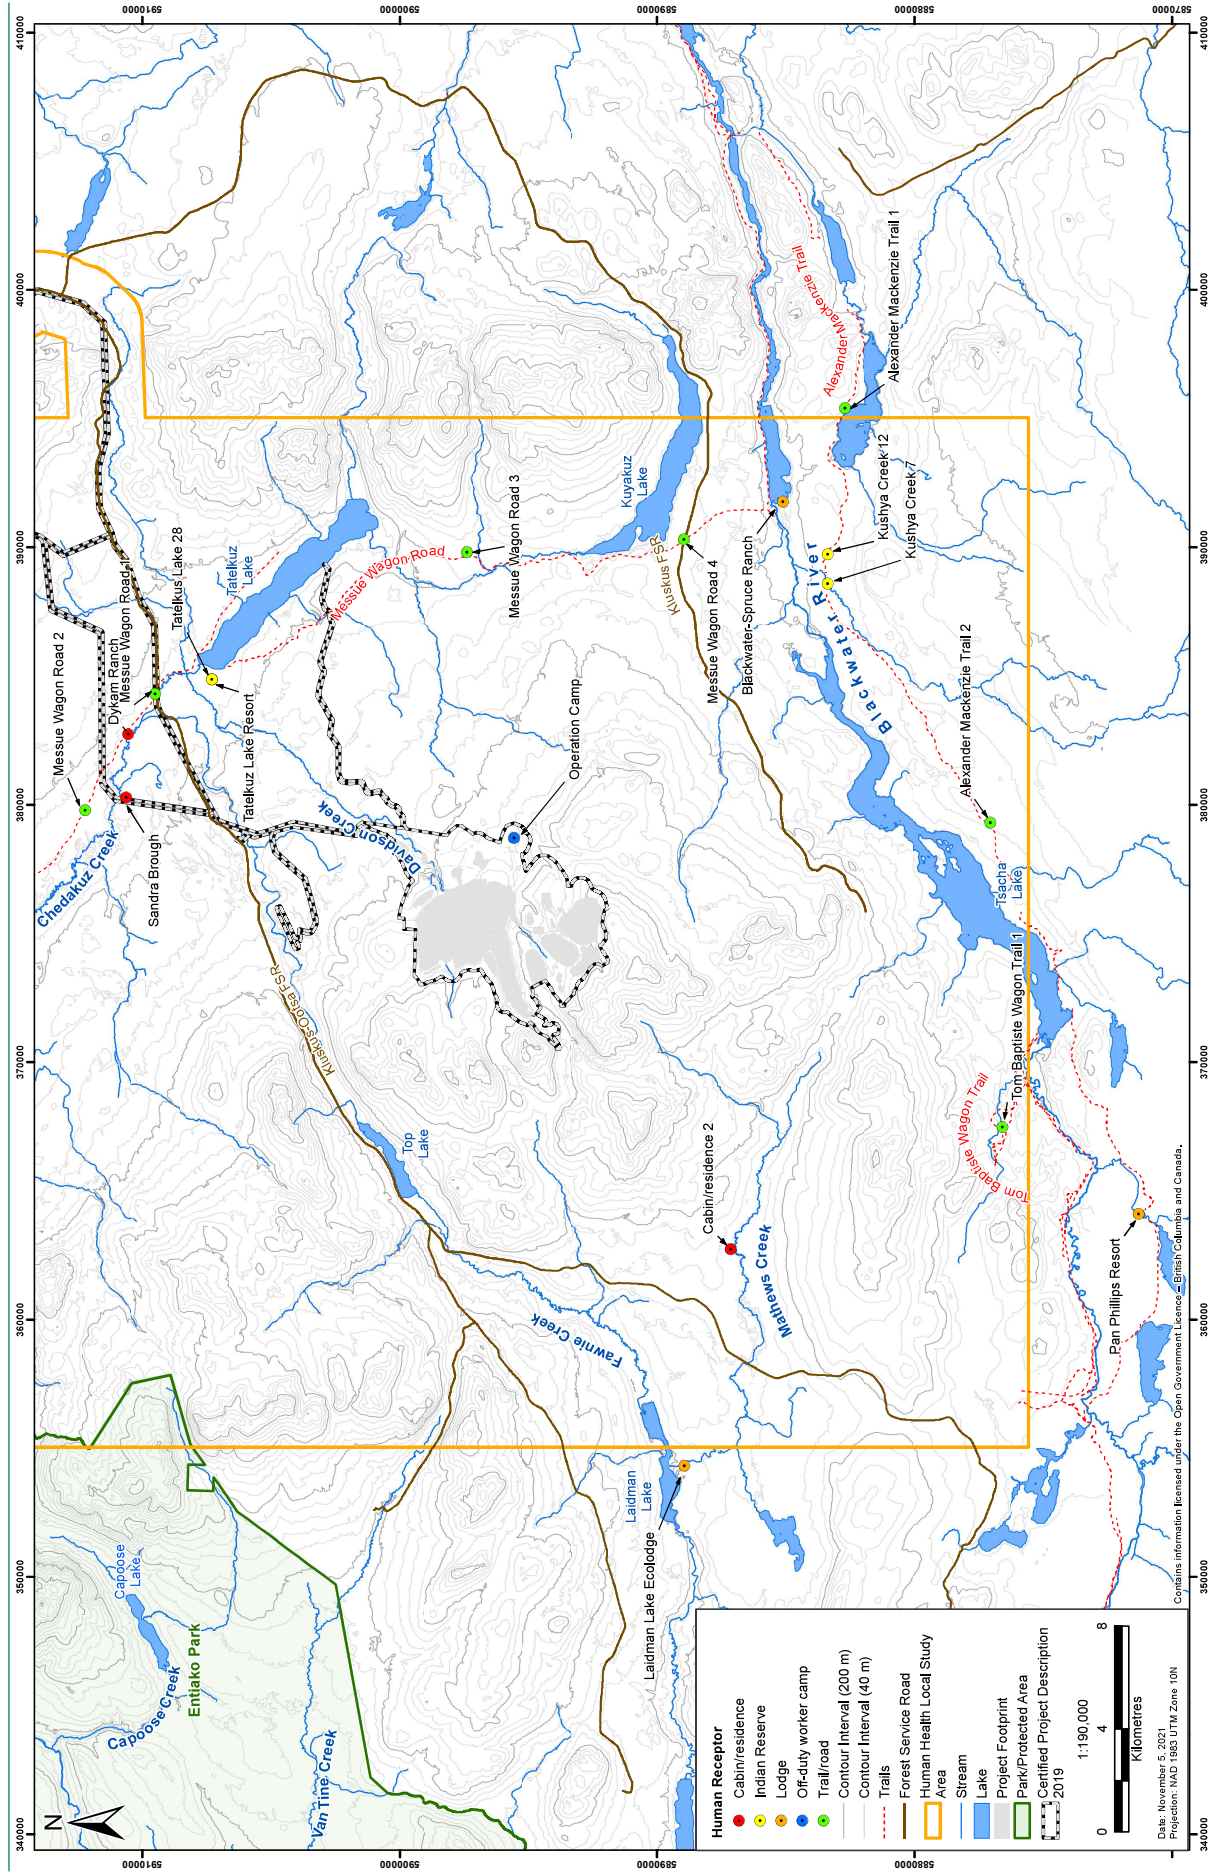 410000
400000
390000
380000
370000
360000
350000
340000
5910000
5900000
5890000
5880000
5870000
410000
400000
390000
380000
370000
360000
350000
340000
N
Capoose Creek
Capoose
Lake
Entiako Park
Van Tine Creek
Laidman Lake Ecolodge
Laidman
Lake
Fawnie Creek
Mathews Creek
Cabin/residence 2
Pan Phillips Resort
Tom Baptiste Wagon Trail
Tom Baptiste Wagon Trail 1
Top
Lake
Kluskus-Ootsa FSR
Chedakuz Creek
Sandra Brough
Messue Wagon Road 2
Dykam Ranch
Messue Wagon Road 1
Tatelkus Lake 28
Tatelkuz Lake Resort
Tatelkuz
Lake
Davidson Creek
Operation Camp
Messue Wagon Road
Messue Wagon Road 3
Kuyakuz
Lake
Kluskus FSR
Messue Wagon Road 4
Blackwater-Spruce Ranch
Blackwater River
Tsacha
Lake
Alexander Mackenzie Trail 2
Kushya Creek 7
Kushya Creek 12
Alexander Mackenzie Trail
Alexander Mackenzie Trail 1
Human Receptor
Cabin/residence
Indian Reserve
Lodge
Off-duty worker camp
Trail/road
Contour Interval (200 m)
Contour Interval (40 m)
Trails
Forest Service Road
Human Health Local Study
Area
Stream
Lake
Project Footprint
Park/Protected Area
Certified Project Description
2019
1:190,000
0 4 8
Kilometres
Date: November 5, 2021
Projection: NAD 1983 UTM Zone 10N
Contains information licensed under the Open Government Licence – British Columbia and Canada.